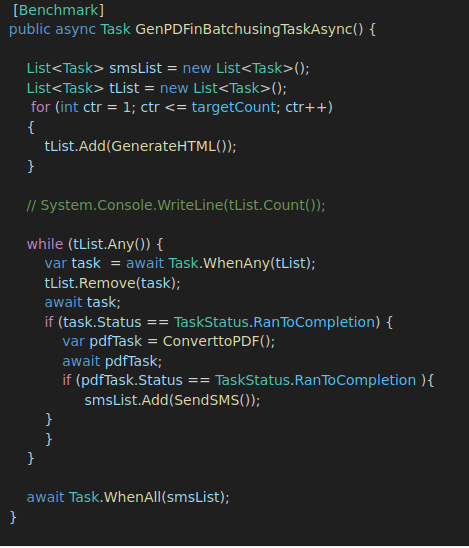 [Benchmark]
public async Task GenPDFinBatchusingTaskAsync() {
List<Task> smsList = new List<Task>();
List<Task> tList = new List<Task>();
for (int ctr = 1; ctr <= targetCount; ctr++)
{
tList.Add(GenerateHTML());
}
// System.Console.WriteLine(tList.Count());
while (tList.Any()) {
var task  = await Task.WhenAny(tList);
tList.Remove(task);
await task;
if (task.Status == TaskStatus.RanToCompletion) {
var pdfTask = ConverttoPDF();
await pdfTask;
if (pdfTask.Status == TaskStatus.RanToCompletion ){
smsList.Add(SendSMS());
}
}
}
await Task.WhenAll(smsList);
}